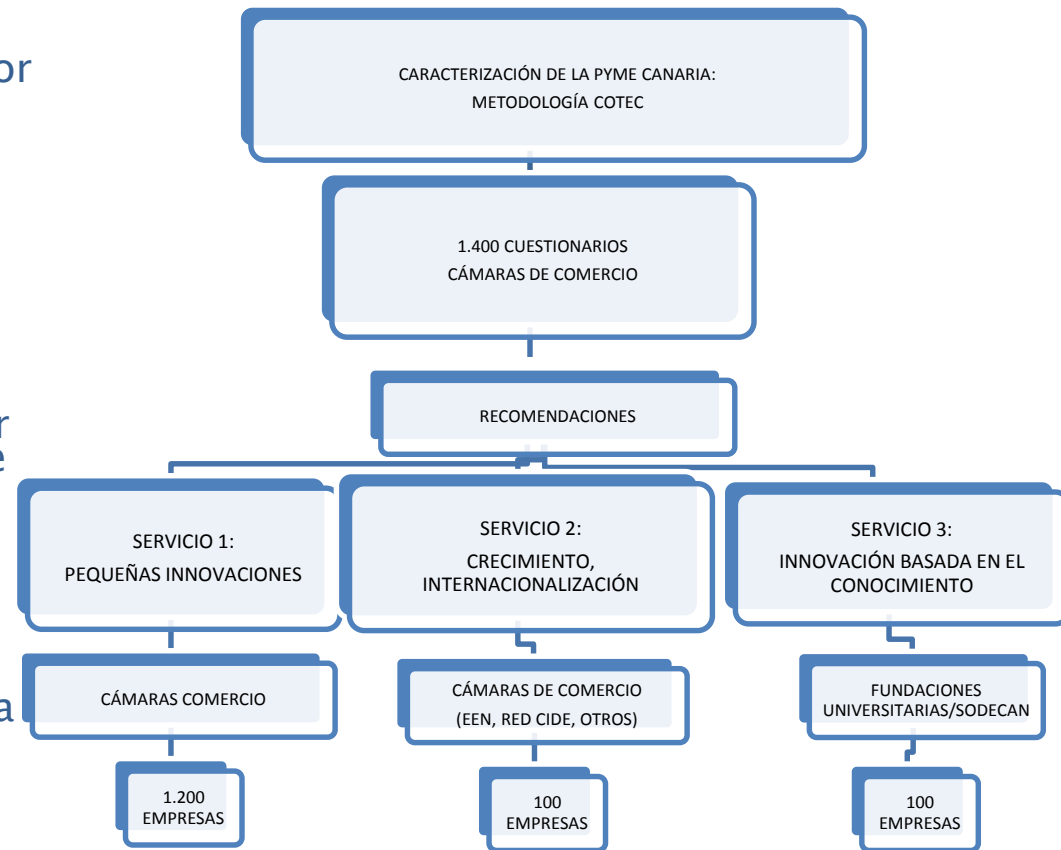 or
CARACTERIZACIÓN DE LA PYME CANARIA:
METODOLOGÍA COTEC
1.400 CUESTIONARIOS
CÁMARAS DE COMERCIO
r
e
RECOMENDACIONES
SERVICIO 1:
PEQUEÑAS INNOVACIONES
SERVICIO 2:
CRECIMIENTO,
INTERNACIONALIZACIÓN
SERVICIO 3:
INNOVACIÓN BASADA EN EL
CONOCIMIENTO
a
CÁMARAS COMERCIO
CÁMARAS DE COMERCIO
(EEN, RED CIDE, OTROS)
FUNDACIONES
UNIVERSITARIAS/SODECAN
1.200
EMPRESAS
100
EMPRESAS
100
EMPRESAS